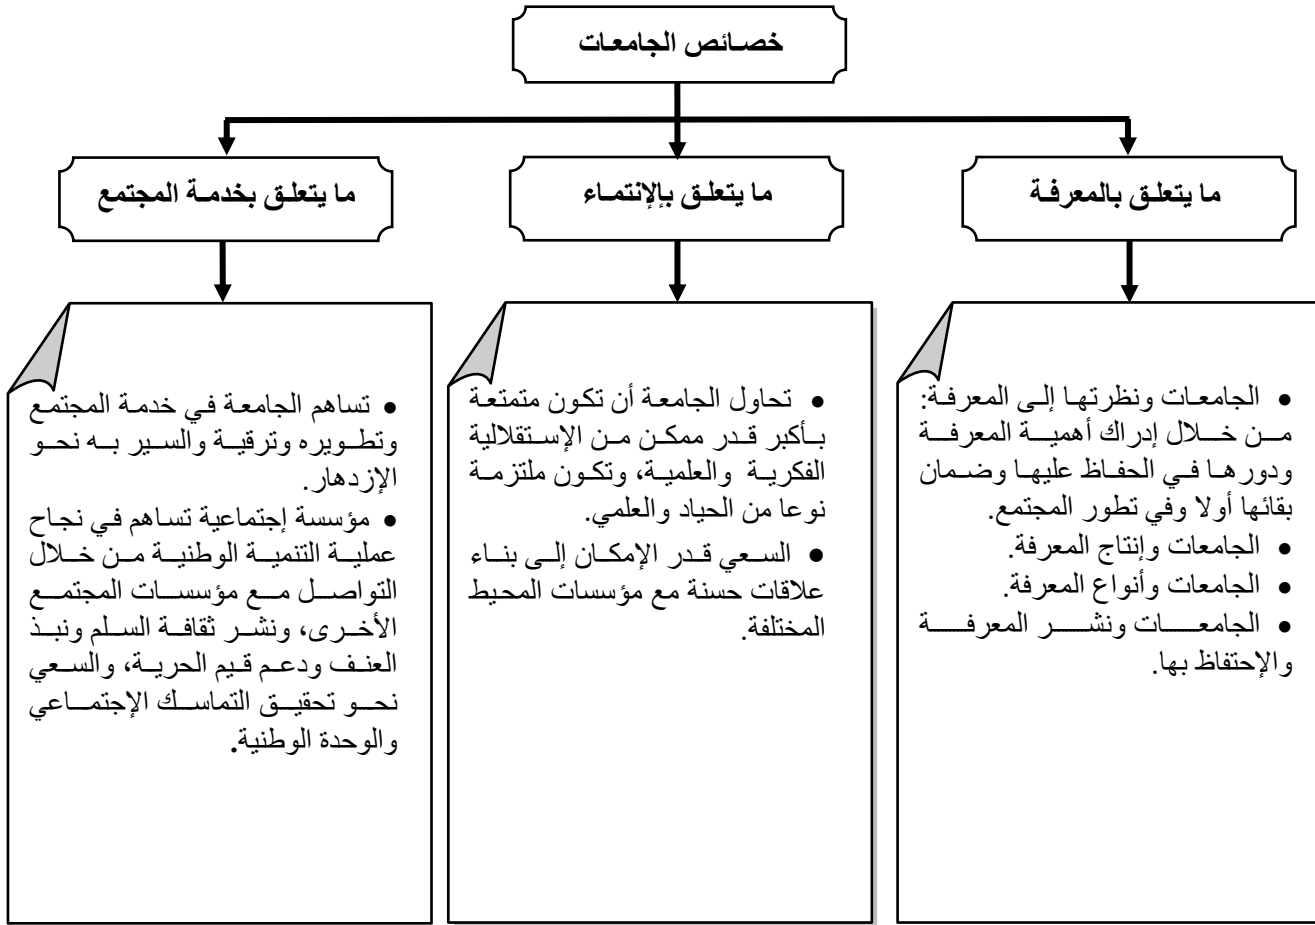 خصائص الجامعات
ما يتعلق بالمعرفة
ما يتعلق بالإنتماء
ما يتعلق بخدمة المجتمع
• الجامعات ونظرتها إلى المعرفة:
من خلال إدراك أهمية المعرفة
ودورها في الحفاظ عليها وضمان
بقائها أولا وفي تطور المجتمع.
• الجامعات وإنتاج المعرفة.
• الجامعات وأنواع المعرفة.
• الجامعات ونشر المعرفة
والإحتفاظ بها.
• تحاول الجامعة أن تكون متمتعة
بأكبر قدر ممكن من الإستقلالية
الفكرية والعلمية، وتكون ملتزمة
نوعا من الحياد والعلمي.
• السعي قدر الإمكان إلى بناء
علاقات حسنة مع مؤسسات المحيط
المختلفة.
• تساهم الجامعة في خدمة المجتمع
وتطويره وترقية والسير به نحو
الإزدهار.
• مؤسسة إجتماعية تساهم في نجاح
عملية التنمية الوطنية من خلال
التواصل مع مؤسسات المجتمع
الأخرى، ونشر ثقافة السلم ونبذ
العنف ودعم قيم الحرية، والسعي
نحو تحقيق التماسك الإجتماعي
والوحدة الوطنية.